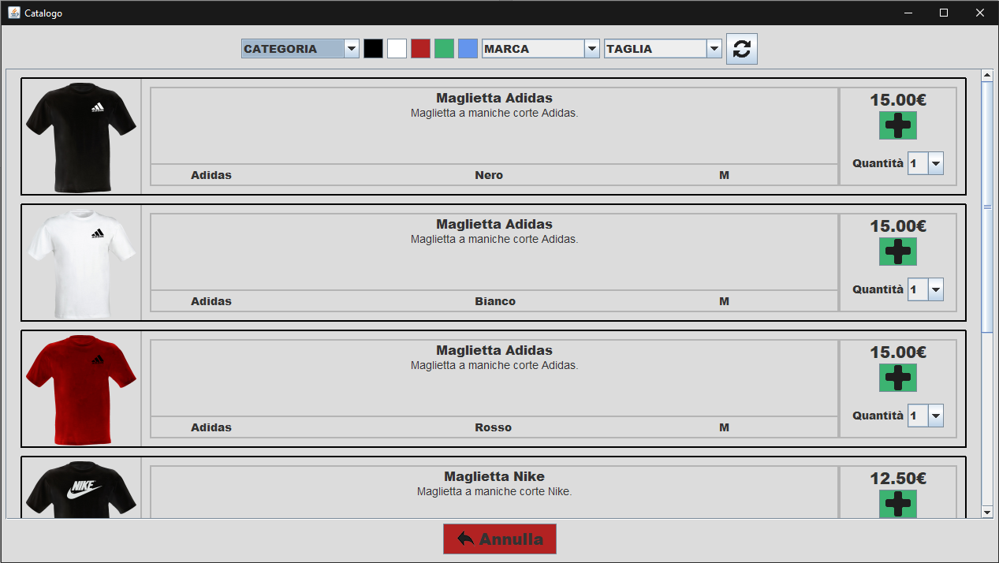 Catalogo
CATEGORIA MARCA TAGLIA
Maglietta Adidas
Maglietta a maniche corte Adidas.
Adidas Nero M
15.00€
Quantità 1
Maglietta Adidas
Maglietta a maniche corte Adidas.
Adidas Bianco M
15.00€
Quantità 1
Maglietta Adidas
Maglietta a maniche corte Adidas.
Adidas Rosso M
15.00€
Quantità 1
NIKE
Maglietta Nike
Maglietta a maniche corte Nike.
12.50€
Annulla